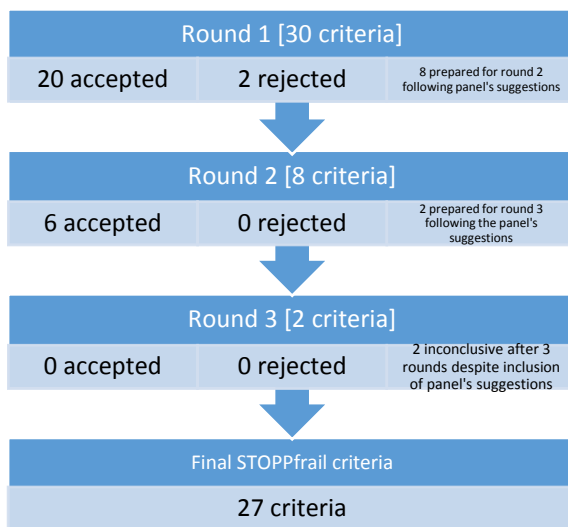 Round 1 [30 criteria]
20 accepted
2 rejected
8 prepared for round 2
following panel's suggestions
Round 2 [8 criteria]
6 accepted
0 rejected
2 prepared for round 3
following the panel's
suggestions
Round 3 [2 criteria]
0 accepted
0 rejected
2 inconclusive after 3
rounds despite inclusion
of panel's suggestions
Final STOPPfrail criteria
27 criteria